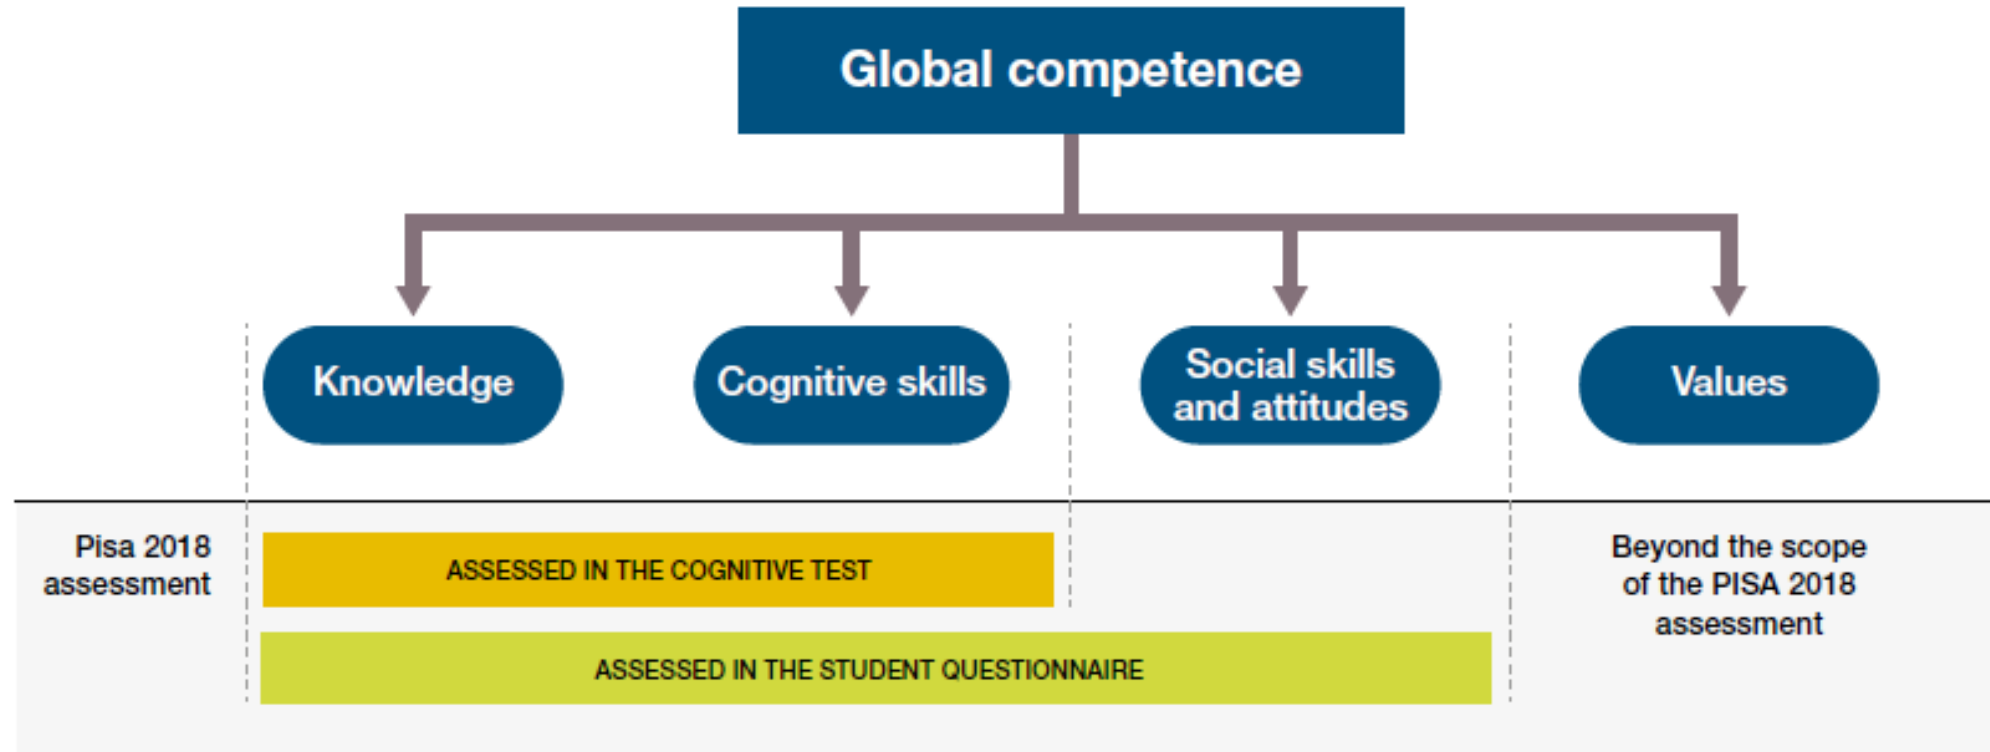 Global competence
Knowledge
Cognitive skills
Social skills
and attitudes
Values
Pisa 2018
assessment
ASSESSED IN THE COGNITIVE TEST
ASSESSED IN THE STUDENT QUESTIONNAIRE
Beyond the scope
of the PISA 2018
assessment